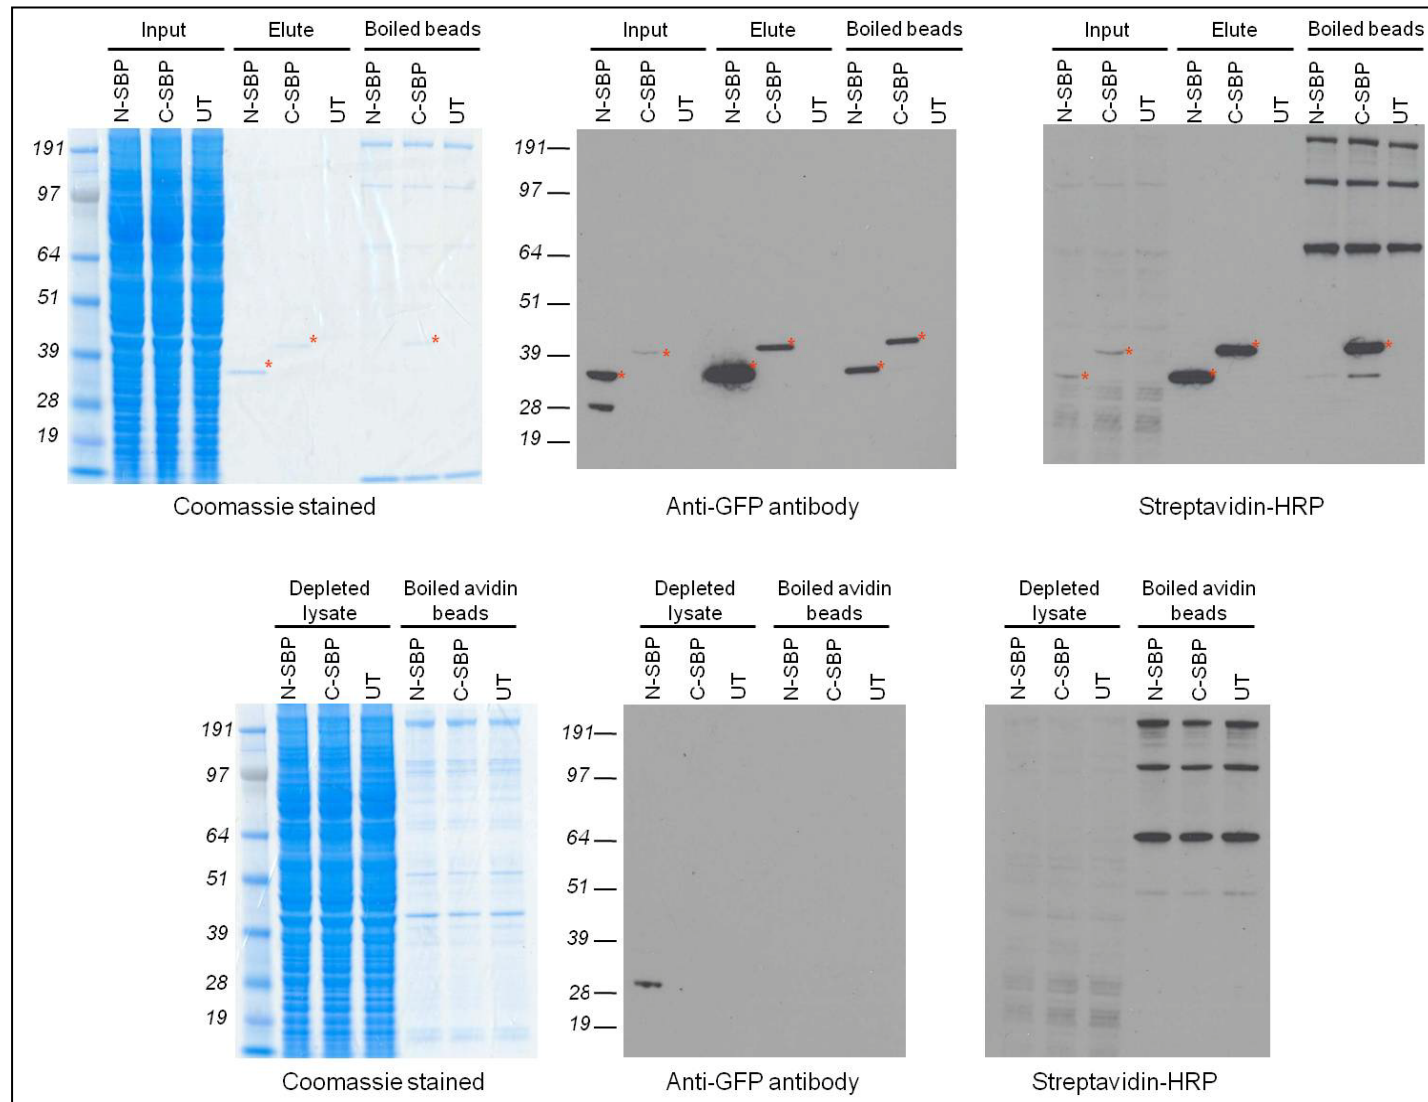 Input Elute Boiled beads
N-SBP C-SBP UT N-SBP C-SBP UT N-SBP C-SBP UT
191
97
64
51
39
28
19
* * *
Coomassie stained
Input Elute Boiled beads
N-SBP C-SBP UT N-SBP C-SBP UT N-SBP C-SBP UT
191
97
64
51
39
28
19
* * * * * *
Anti-GFP antibody
Input Elute Boiled beads
N-SBP C-SBP UT N-SBP C-SBP UT N-SBP C-SBP UT
* * * * *
Streptavidin-HRP
Depleted lysate
Boiled avidin beads
N-SBP C-SBP UT N-SBP C-SBP UT
191
97
64
51
39
28
19
Coomassie stained
Depleted lysate
Boiled avidin beads
N-SBP C-SBP UT N-SBP C-SBP UT
191
97
64
51
39
28
19
Anti-GFP antibody
Depleted lysate
Boiled avidin beads
N-SBP C-SBP UT N-SBP C-SBP UT
Streptavidin-HRP